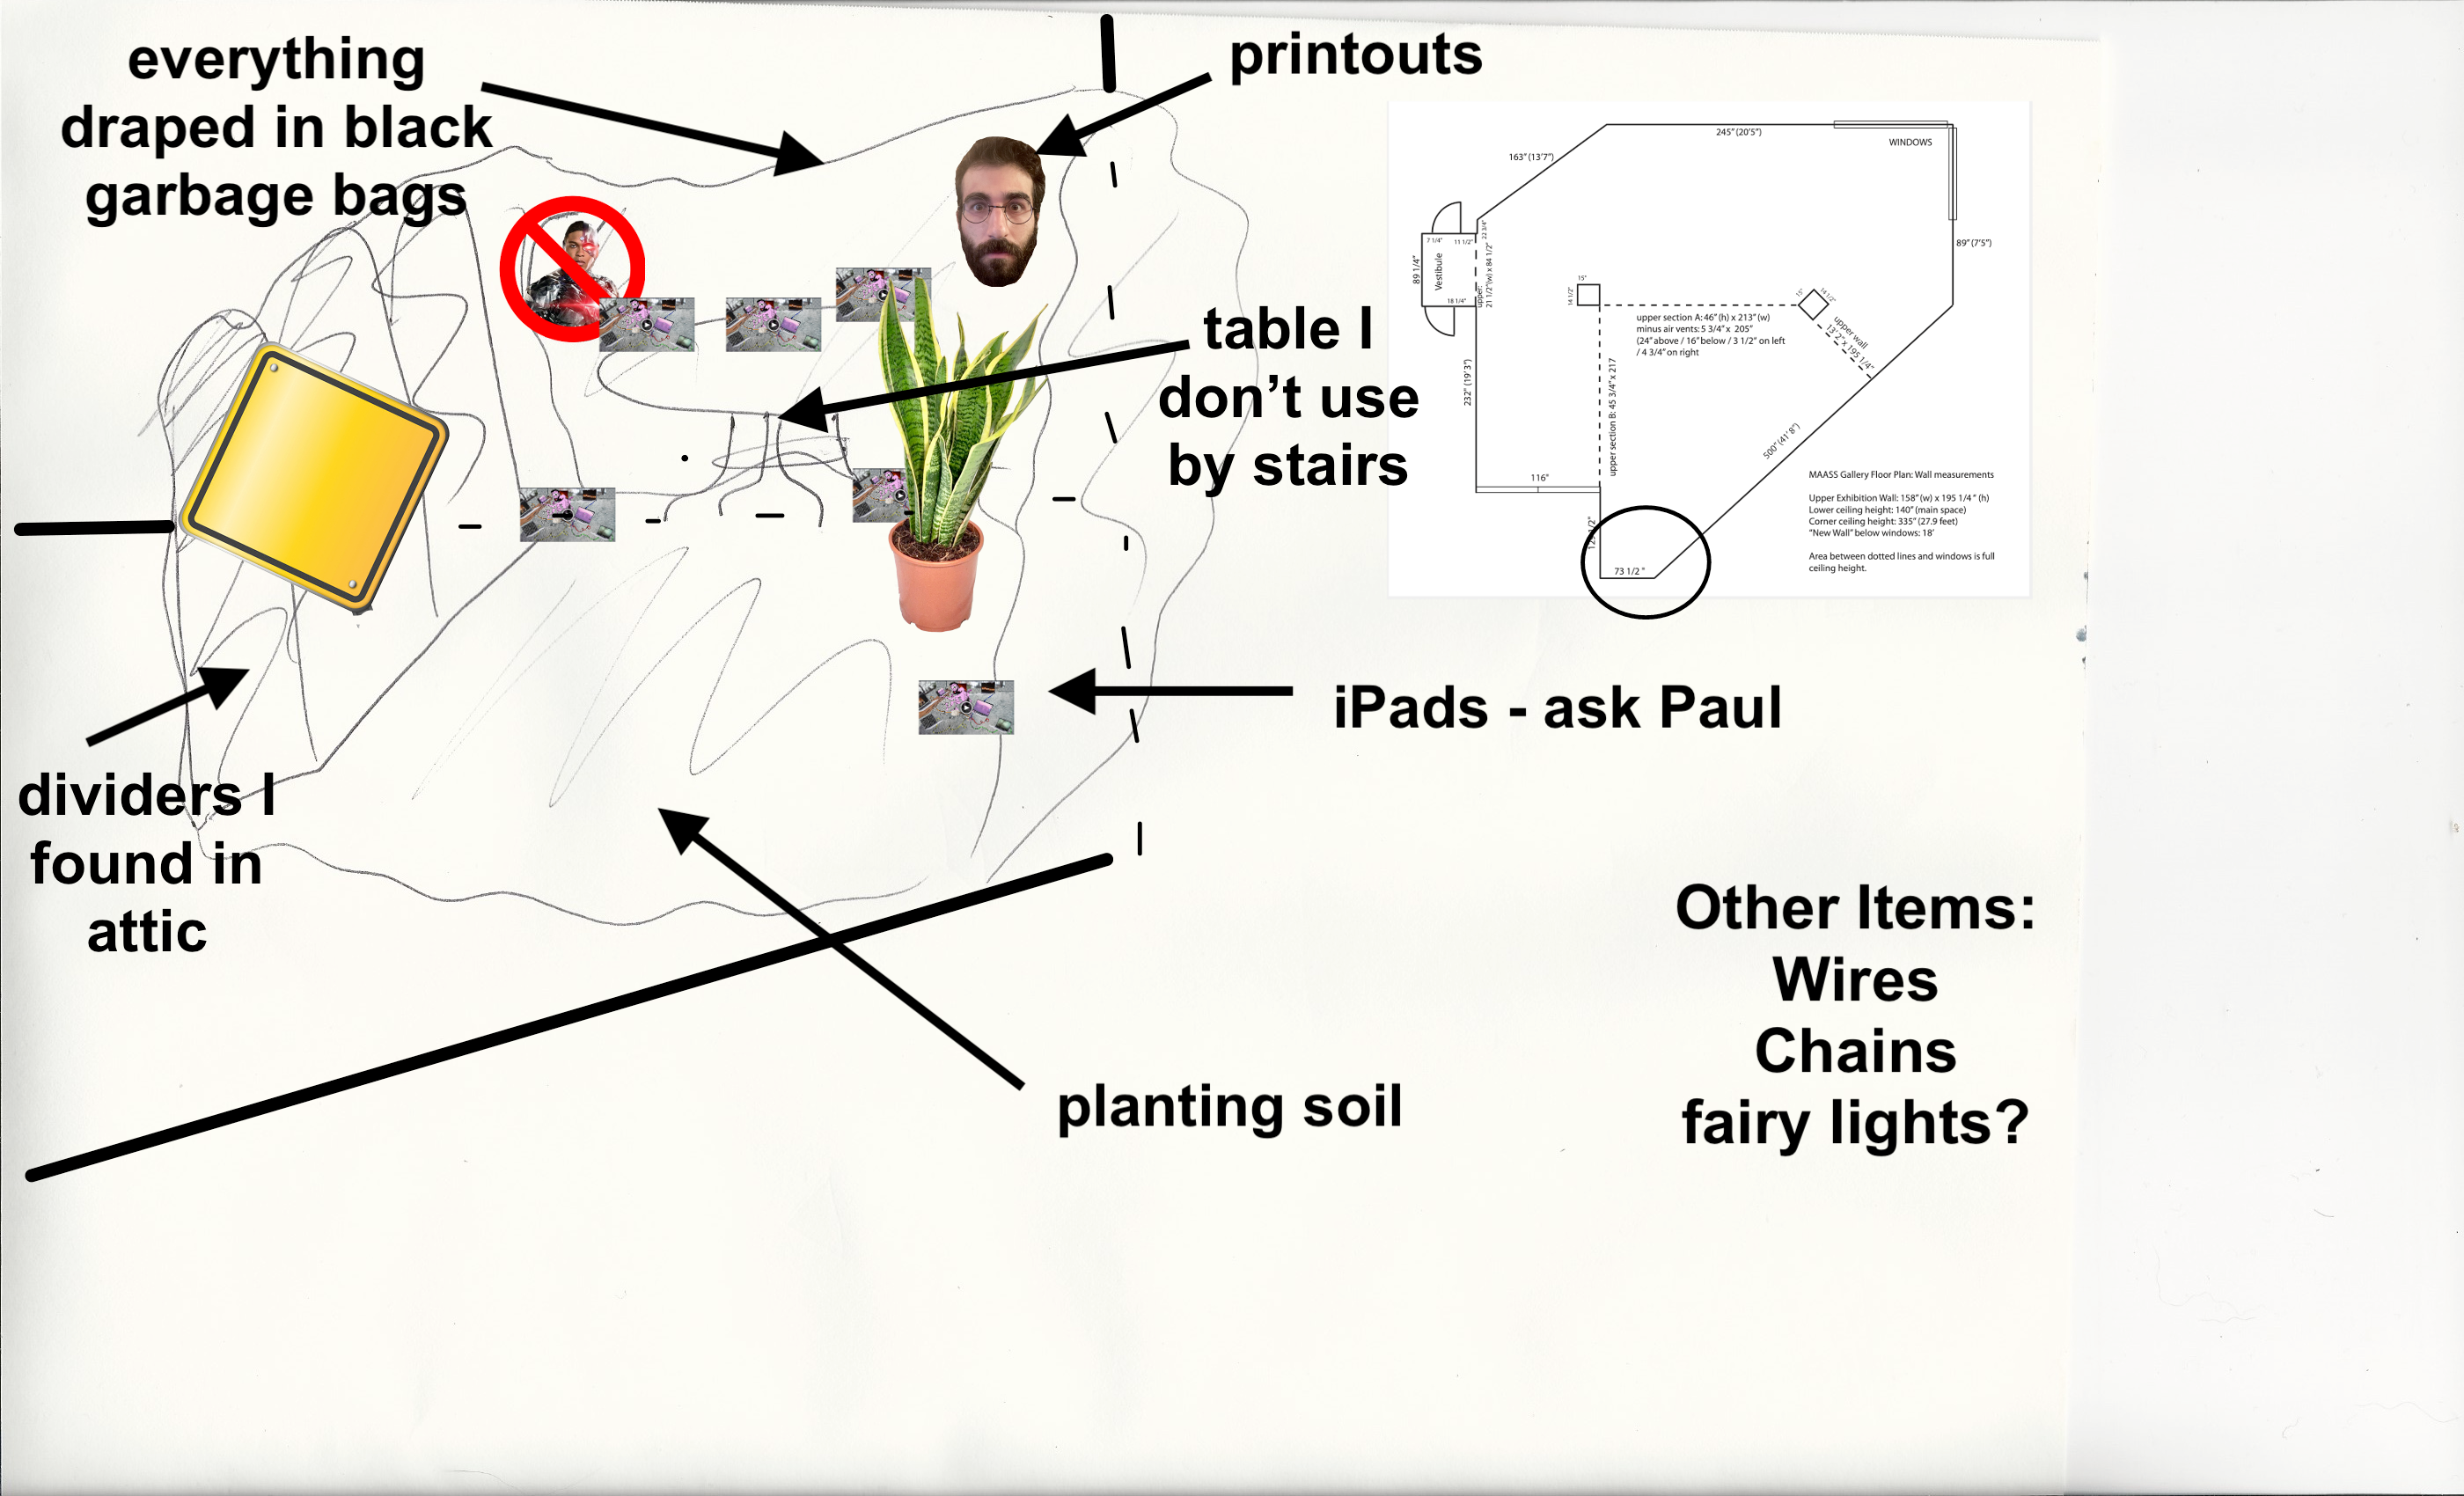 everything
draped in black
garbage bags
printouts
table I
don’t use
by stairs
iPads - ask Paul
dividers I
found in
attic
planting soil
Other Items:
Wires
Chains
fairy lights?
245" (20'5")
WINDOWS
163" (13'7")
89" (7'5")
22 3/4"
7 1/4"
11 1/2"
89 1/4"
Vestibule
18 1/4"
upper:
21 1/2"(w) x 84 1/2"
15"
14 1/2"
15"
14 1/2"
upper section A: 46" (h) x 213" (w)
minus air vents: 5 3/4" x 205"
(24" above / 16" below / 3 1/2" on left
/ 4 3/4" on right
upper wall
13' 2" x 195 1/4"
232" (19'3")
upper section B: 45 3/4" x 217
500" (41' 8")
116"
73 1/2 "
MAASS Gallery Floor Plan: Wall measurements
Upper Exhibition Wall: 158" (w) x 195 1/4 " (h)
Lower ceiling height: 140" (main space)
Corner ceiling height: 335" (27.9 feet)
"New Wall" below windows: 18'
Area between dotted lines and windows is full
ceiling height.